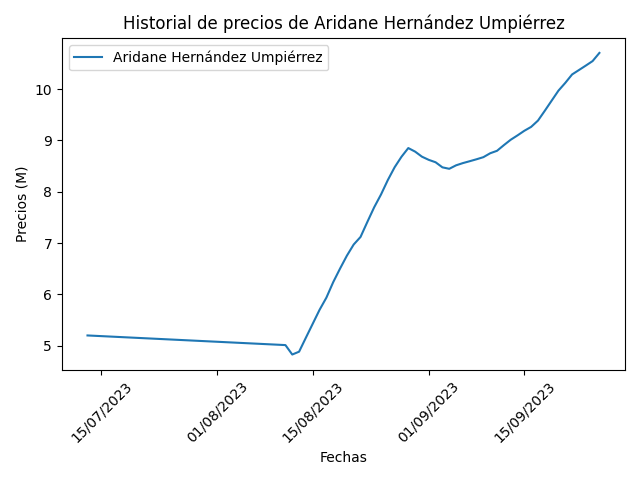 Historial de precios de Aridane Hernández Umpiérrez
Aridane Hernández Umpiérrez
Precios (M)
10
9
8
7
6
5
15/07/2023
01/08/2023
15/08/2023
01/09/2023
15/09/2023
Fechas